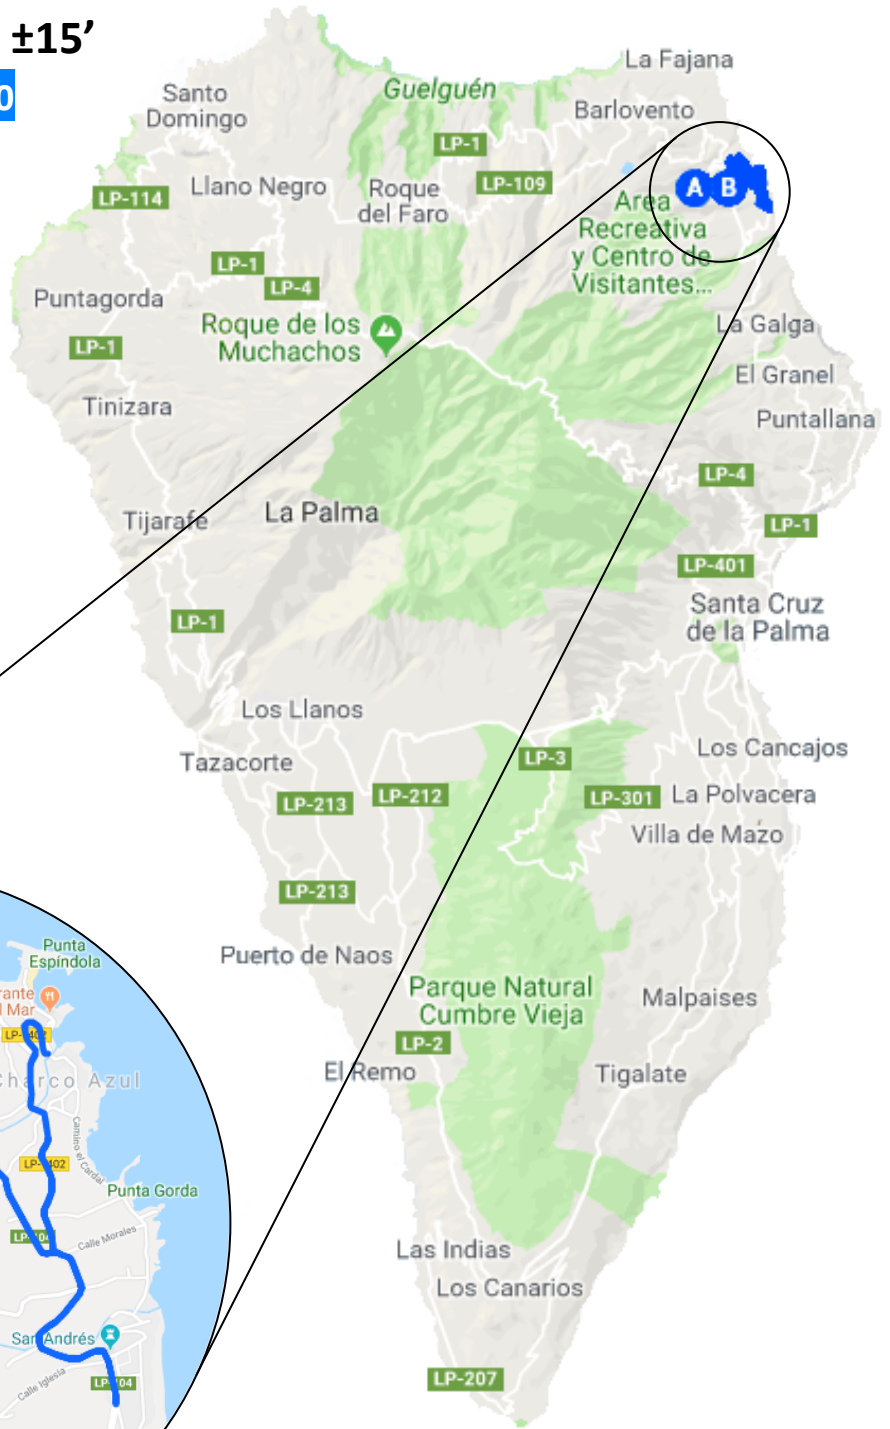 ±15’
0
La Fajana
Santo
Domingo
Guelguén
Barlovento
LP-1
LP-109
LP-114
Llano Negro
Roque
del Faro
A
B
Area
Recreativa
y Centro de
Visitantes...
LP-1
LP-4
Puntagorda
Roque de los
Muchachos
La Galga
LP-1
El Granel
Tinizara
Puntallana
LP-4
Tijarafe
La Palma
LP-1
LP-401
Santa Cruz
de la Palma
LP-1
Los Llanos
Los Cancajos
Tazacorte
LP-3
LP-213
LP-212
LP-301
La Polvacera
Villa de Mazo
LP-213
Puerto de Naos
Parque Natural
Cumbre Vieja
Malpaises
LP-2
El Remo
Tigalate
Las Indias
Los Canarios
LP-207
Punta
Espíndola
Mar
Charco Azul
Camino el Cardal
Punta Gorda
Calle Morales
San Andrés
Calle Iglesia